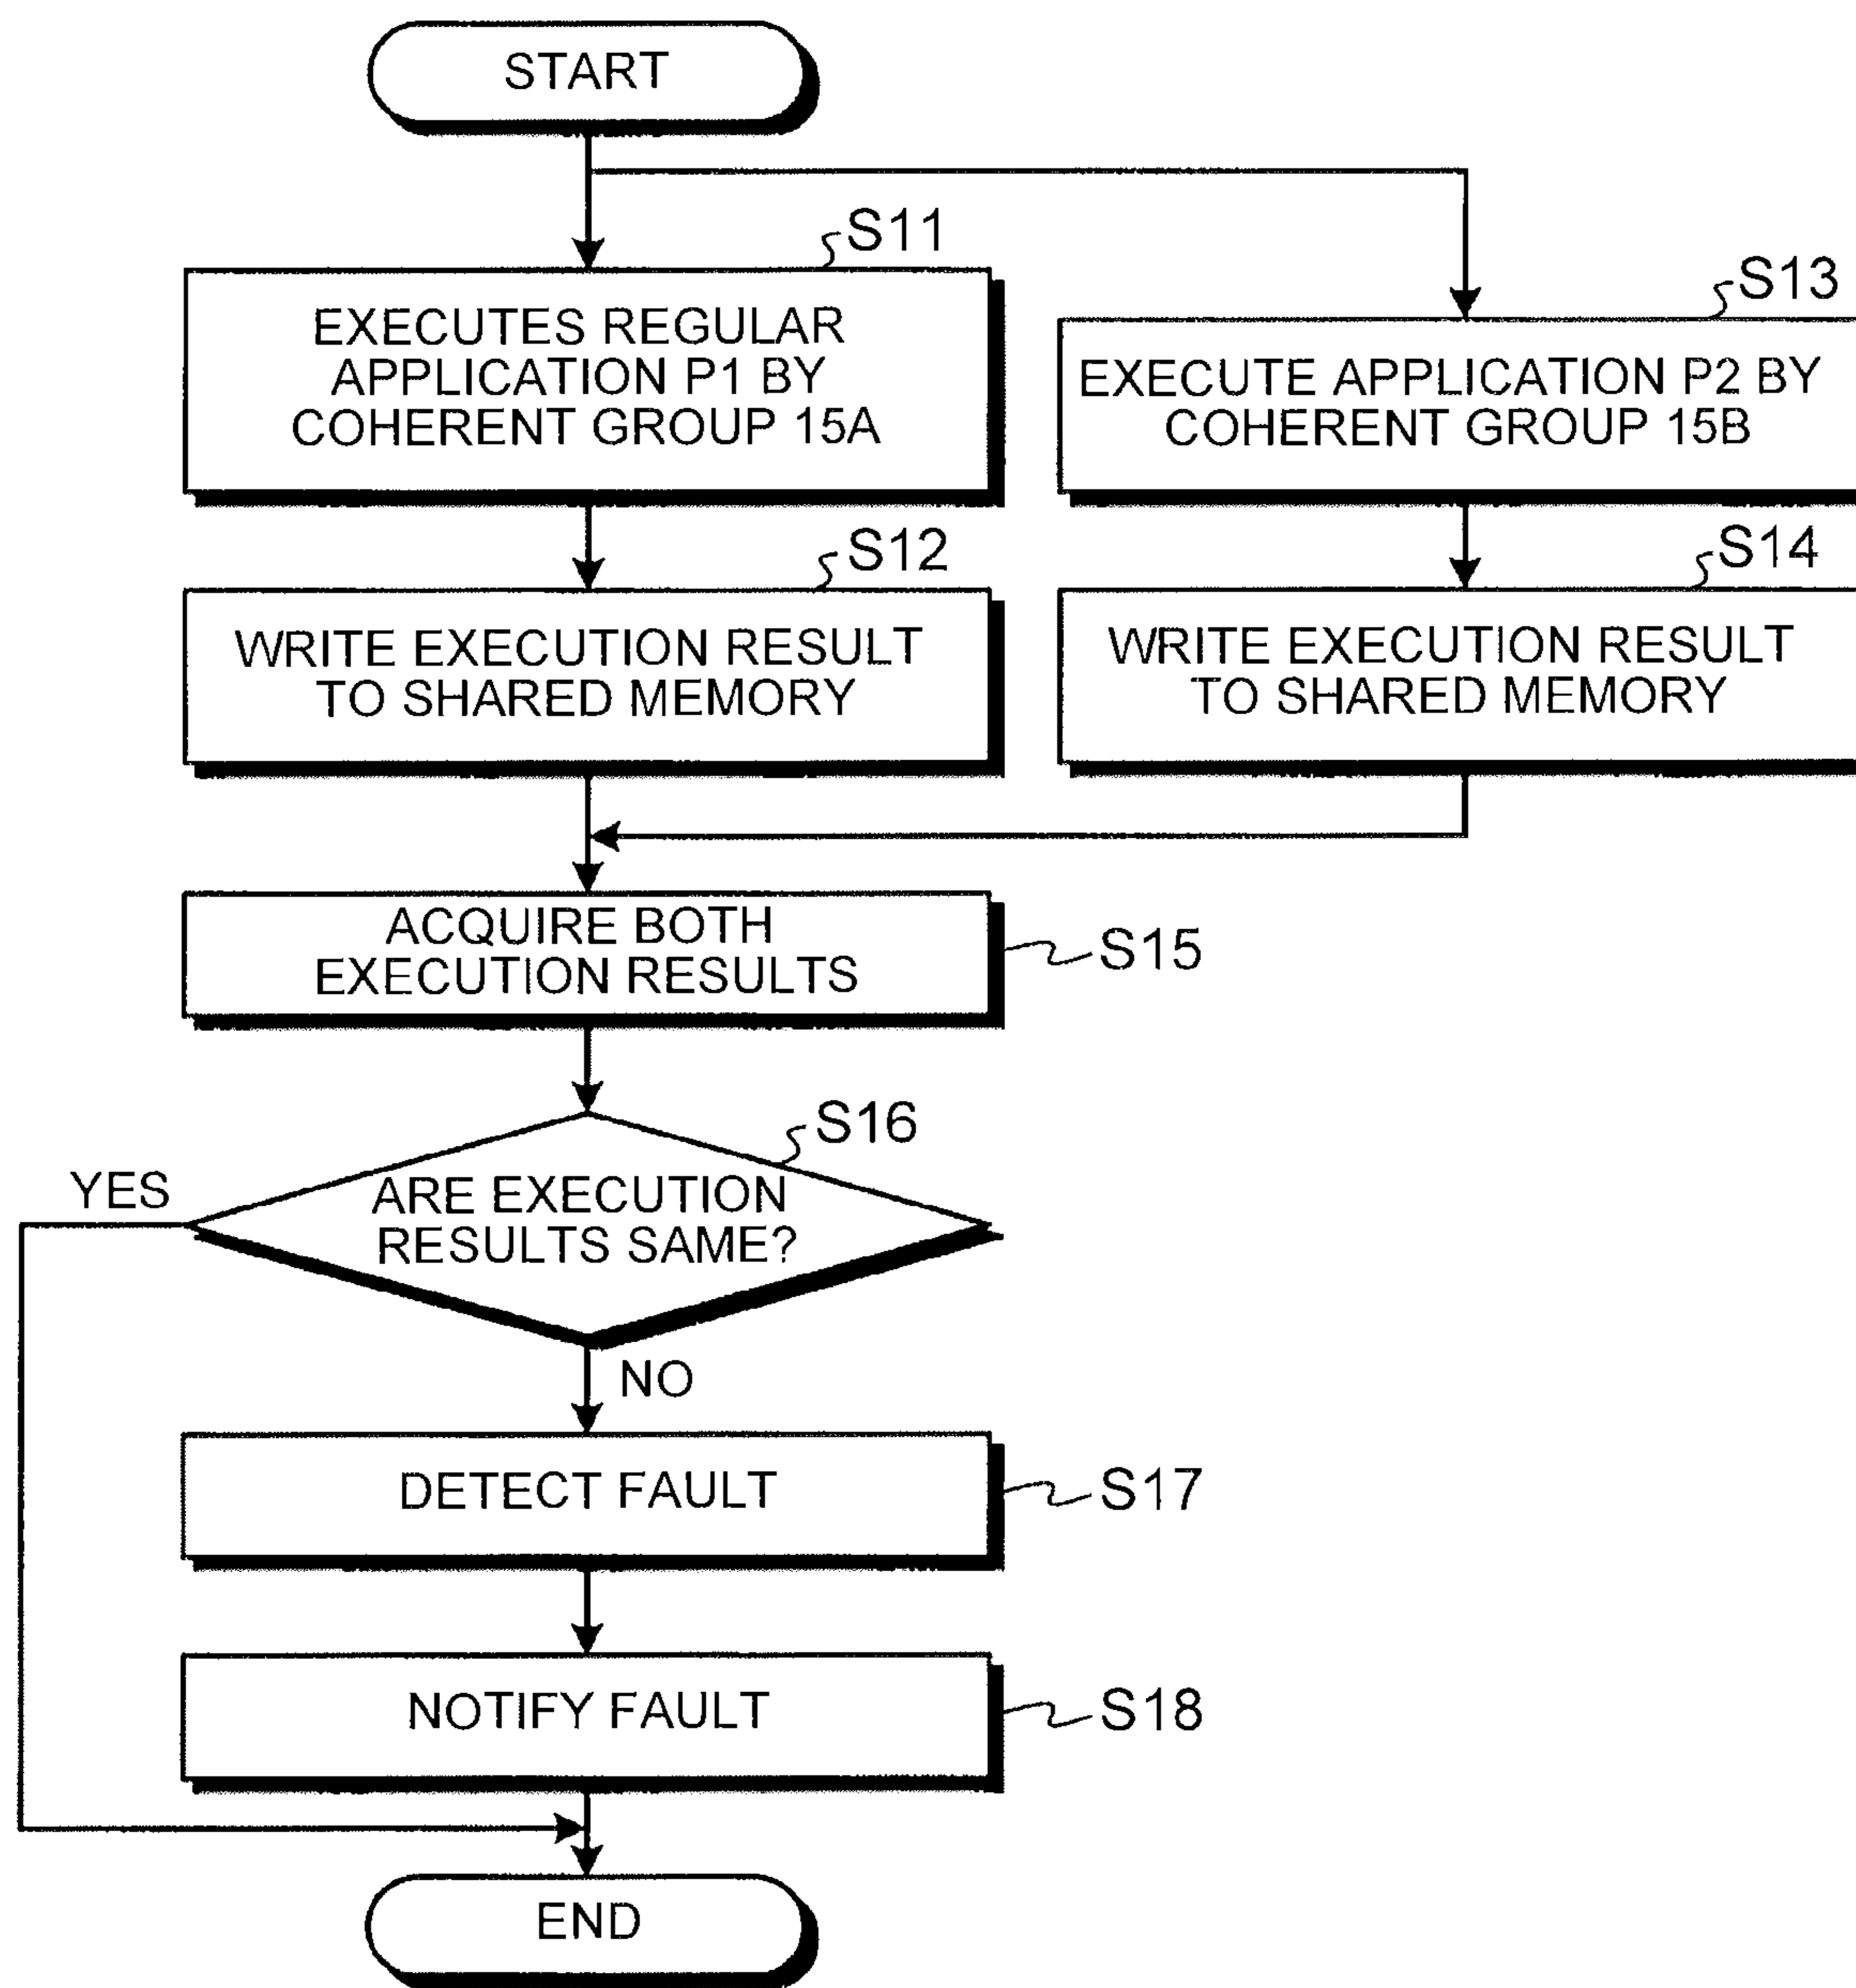 START
S11
EXECUTES REGULAR
APPLICATION P1 BY
COHERENT GROUP 15A
S13
EXECUTE APPLICATION P2 BY
COHERENT GROUP 15B
S12
WRITE EXECUTION RESULT
TO SHARED MEMORY
S14
WRITE EXECUTION RESULT
TO SHARED MEMORY
ACQUIRE BOTH
EXECUTION RESULTS
S15
S16
YES
ARE EXECUTION
RESULTS SAME?
NO
DETECT FAULT
S17
NOTIFY FAULT
S18
END